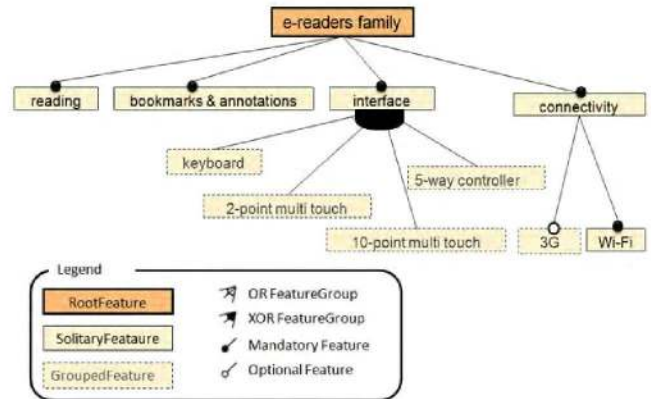 e-readers family
reading
bookmarks & annotations
interface
connectivity
keyboard
5-way controller
2-point multi touch
10-point multi touch
3G
Wi-Fi
Legend
RootFeature
SolitaryFeataure
GroupedFeature
OR FeatureGroup
XOR FeatureGroup
Mandatory Feature
Optional Feature